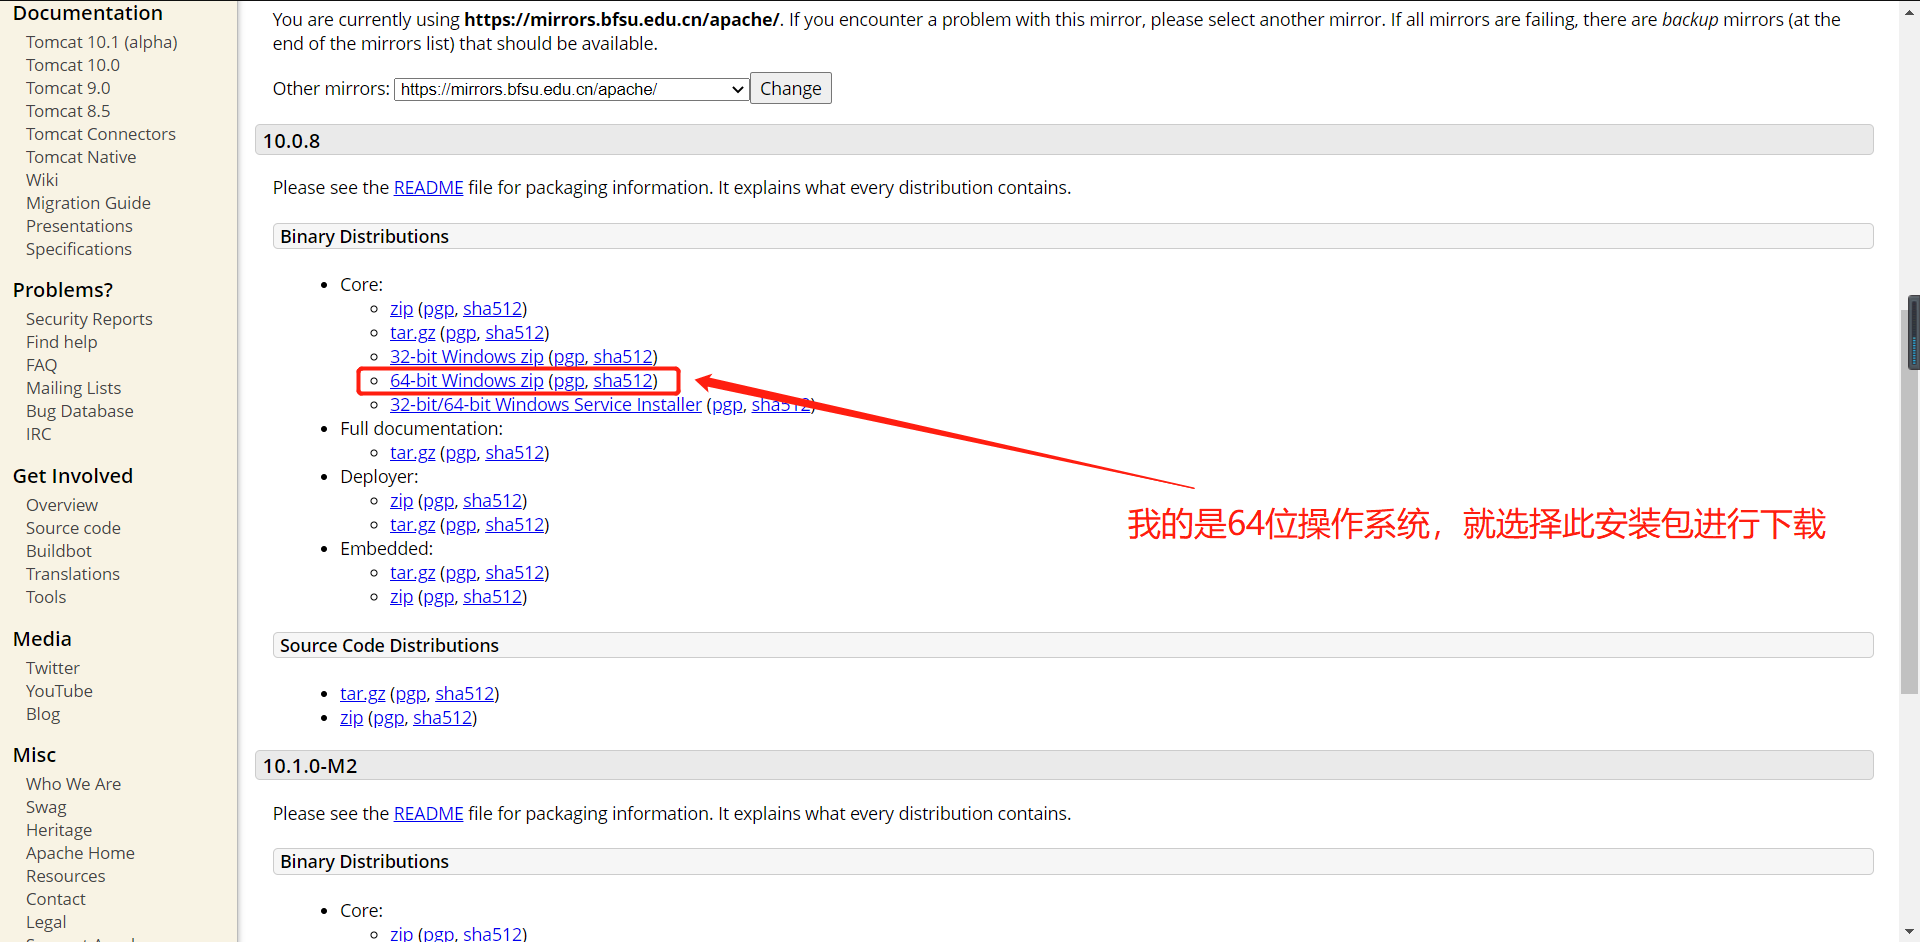 Documentation
Tomcat 10.1 (alpha)
Tomcat 10.0
Tomcat 9.0
Tomcat 8.5
Tomcat Connectors
Tomcat Native
Wiki
Migration Guide
Presentations
Specifications
Problems?
Security Reports
Find help
FAQ
Mailing Lists
Bug Database
IRC
Get Involved
Overview
Source code
Buildbot
Translations
Tools
Media
Twitter
YouTube
Blog
Misc
Who We Are
Swag
Heritage
Apache Home
Resources
Contact
Legal
You are currently using https://mirrors.bfsu.edu.cn/apache/. If you encounter a problem with this mirror, please select another mirror. If all mirrors are failing, there are backup mirrors (at the
end of the mirrors list) that should be available.
Other mirrors: https://mirrors.bfsu.edu.cn/apache/ Change
10.0.8
Please see the README file for packaging information. It explains what every distribution contains.
Binary Distributions
Core:
zip (pgp, sha512)
tar.gz (pgp, sha512)
32-bit Windows zip (pgp, sha512)
64-bit Windows zip (pgp, sha512)
32-bit/64-bit Windows Service Installer (pgp, sha512)
Full documentation:
tar.gz (pgp, sha512)
Deployer:
zip (pgp, sha512)
tar.gz (pgp, sha512)
我的是64位操作系统，就选择此安装包进行下载
Embedded:
tar.gz (pgp, sha512)
zip (pgp, sha512)
Source Code Distributions
tar.gz (pgp, sha512)
zip (pgp, sha512)
10.1.0-M2
Please see the README file for packaging information. It explains what every distribution contains.
Binary Distributions
Core:
zip (pgp, sha512)